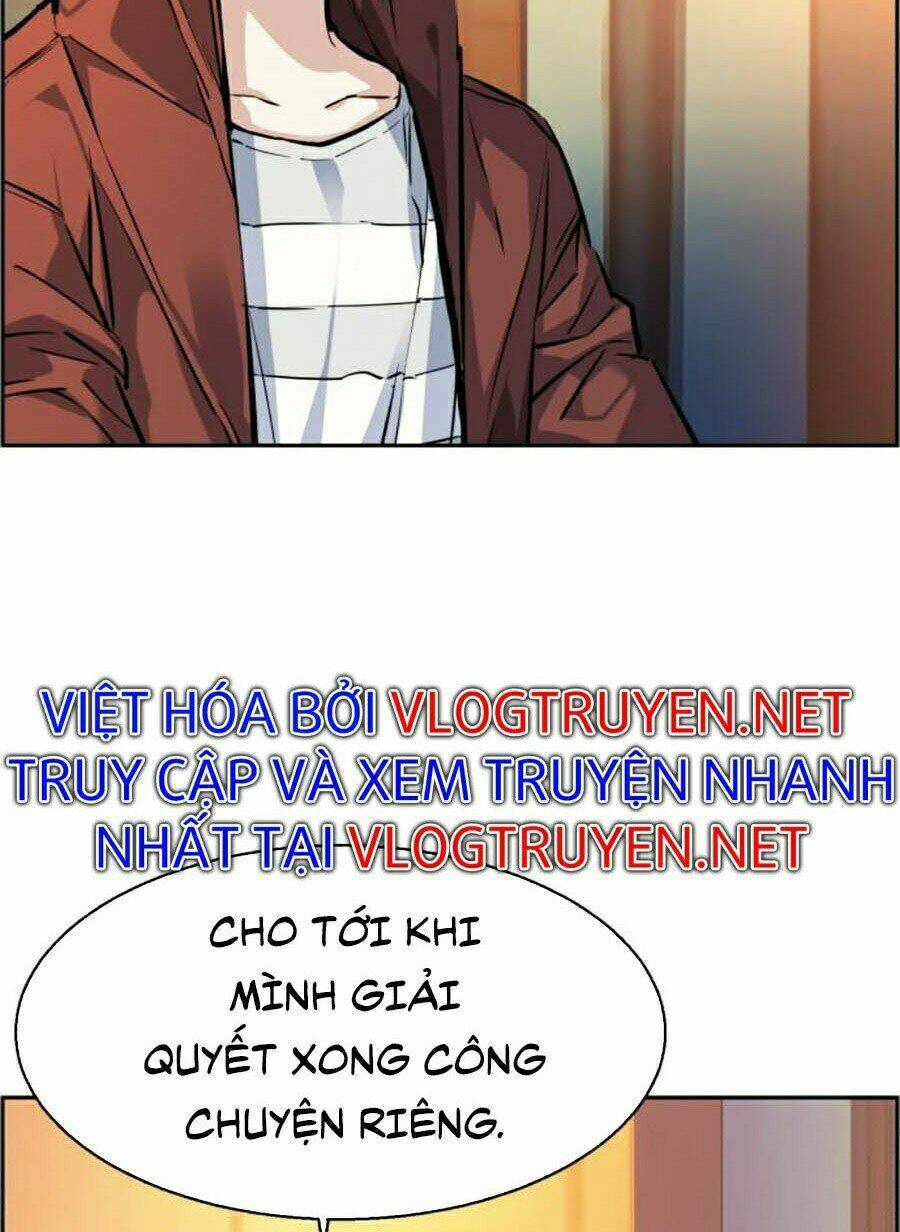 VIỆT HÓA BỞI VLOGTRUYEN.NET
TRUY CẬP VÀ XEM TRUYỆN NHANH
NHẤT TẠI VLOGTRUYEN.NET
CHO TỚI KHI
MÌNH GIẢI
QUYẾT XONG CÔNG
CHUYỆN RIÊNG.